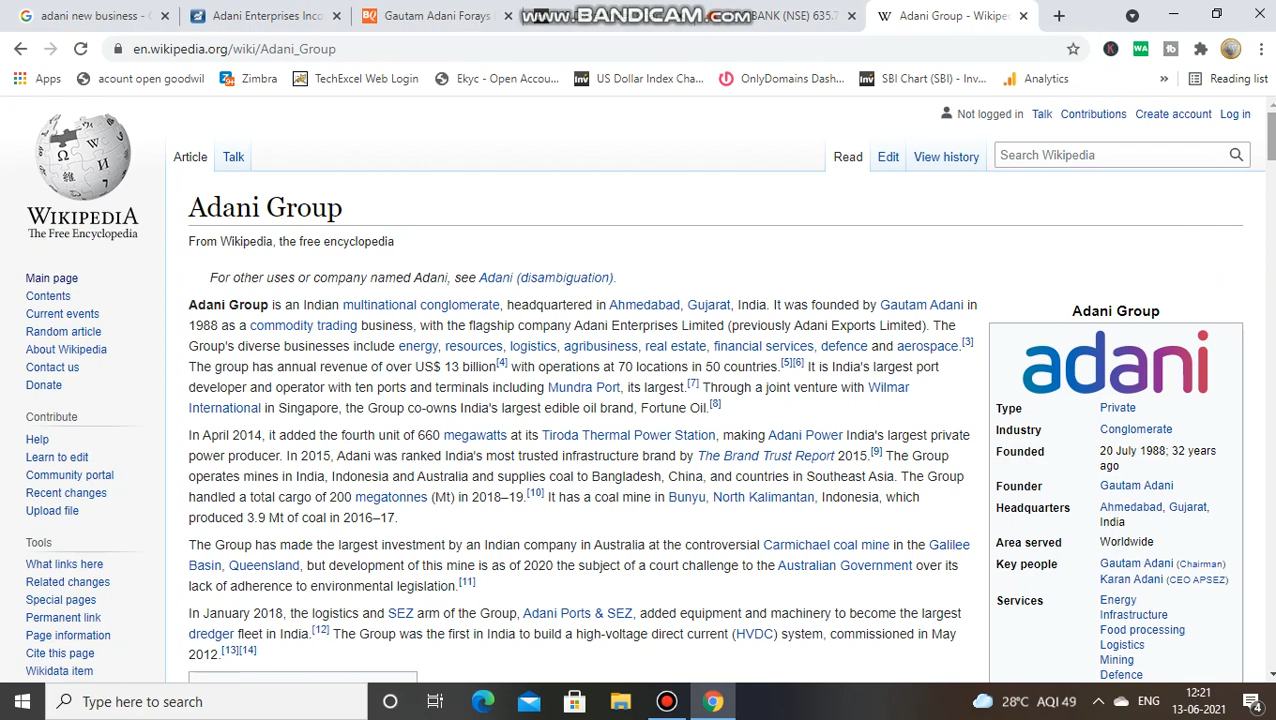 adani new business -
Adani Enterprises Inco
Gautam Adani Forays
www.BANDICAM.com
BANK (NSE) 635.7
Adani Group - Wikipe
en.wikipedia.org/wiki/Adani_Group
Apps
acount open goodwil
Zimbra
TechExcel Web Login
Ekyc - Open Accou...
US Dollar Index Cha...
OnlyDomains Dash...
SBI Chart (SBI) - Inv...
Analytics
»
Reading list
Not logged in Talk Contributions Create account Log in
Article Talk
Read Edit View history
Search Wikipedia
WIKIPEDIA
The Free Encyclopedia
Main page
Contents
Current events
Random article
About Wikipedia
Contact us
Donate
Contribute
Help
Learn to edit
Community portal
Recent changes
Upload file
Tools
What links here
Related changes
Special pages
Permanent link
Page information
Cite this page
Wikidata item
Adani Group
From Wikipedia, the free encyclopedia
For other uses or company named Adani, see Adani (disambiguation).
Adani Group is an Indian multinational conglomerate, headquartered in Ahmedabad, Gujarat, India. It was founded by Gautam Adani in
1988 as a commodity trading business, with the flagship company Adani Enterprises Limited (previously Adani Exports Limited). The
Group's diverse businesses include energy, resources, logistics, agribusiness, real estate, financial services, defence and aerospace.[3]
The group has annual revenue of over US$ 13 billion[4] with operations at 70 locations in 50 countries.[5][6] It is India's largest port
developer and operator with ten ports and terminals including Mundra Port, its largest.[7] Through a joint venture with Wilmar
International in Singapore, the Group co-owns India's largest edible oil brand, Fortune Oil.[8]
In April 2014, it added the fourth unit of 660 megawatts at its Tiroda Thermal Power Station, making Adani Power India's largest private
power producer. In 2015, Adani was ranked India's most trusted infrastructure brand by The Brand Trust Report 2015.[9] The Group
operates mines in India, Indonesia and Australia and supplies coal to Bangladesh, China, and countries in Southeast Asia. The Group
handled a total cargo of 200 megatonnes (Mt) in 2018–19.[10] It has a coal mine in Bunyu, North Kalimantan, Indonesia, which
produced 3.9 Mt of coal in 2016–17.
The Group has made the largest investment by an Indian company in Australia at the controversial Carmichael coal mine in the Galilee
Basin, Queensland, but development of this mine is as of 2020 the subject of a court challenge to the Australian Government over its
lack of adherence to environmental legislation.[11]
In January 2018, the logistics and SEZ arm of the Group, Adani Ports & SEZ, added equipment and machinery to become the largest
dredger fleet in India.[12] The Group was the first in India to build a high-voltage direct current (HVDC) system, commissioned in May
2012.[13][14]
Adani Group
adani
Type Private
Industry Conglomerate
Founded 20 July 1988; 32 years
ago
Founder Gautam Adani
Headquarters Ahmedabad, Gujarat,
India
Area served Worldwide
Key people Gautam Adani (Chairman)
Karan Adani (CEO APSEZ)
Services Energy
Infrastructure
Food processing
Logistics
Mining
Defence
Type here to search
28°C AQI 49
ENG
12:21
13-06-2021
4